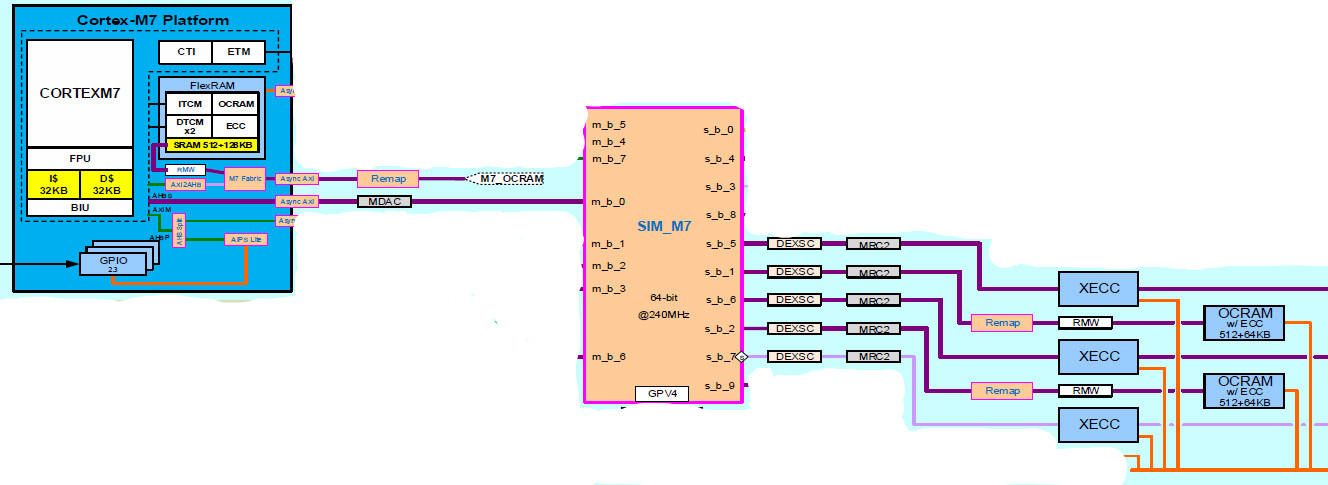 Cortex-M7 Platform
CORTEXM7
FPU
I$
32KB
D$
32KB
BIU
CTI
ETM
FlexRAM
ITCM
OCRAM
DTCM
x2
ECC
SRAM 512+128KB
RMW
AXI2AHB
M7 Fabric
AHBS
AXIM
AHBP
AHB Split
AIPS Lite
GPIO
2,3
Asy
Async AXI
Async AXI
Asyn
Remap
M7_OCRAM
MDAC
m_b_5
m_b_4
m_b_7
m_b_0
m_b_1
m_b_2
m_b_3
m_b_6
SIM_M7
64-bit
@240MHz
GPV4
s_b_0
s_b_4
s_b_3
s_b_8
s_b_5
s_b_1
s_b_6
s_b_2
s_b_7
s_b_9
DEXSC
MRC2
DEXSC
MRC2
DEXSC
MRC2
DEXSC
MRC2
DEXSC
MRC2
XECC
Remap
RMW
OCRAM
w/ ECC
512+64KB
XECC
Remap
RMW
OCRAM
w/ ECC
512+64KB
XECC